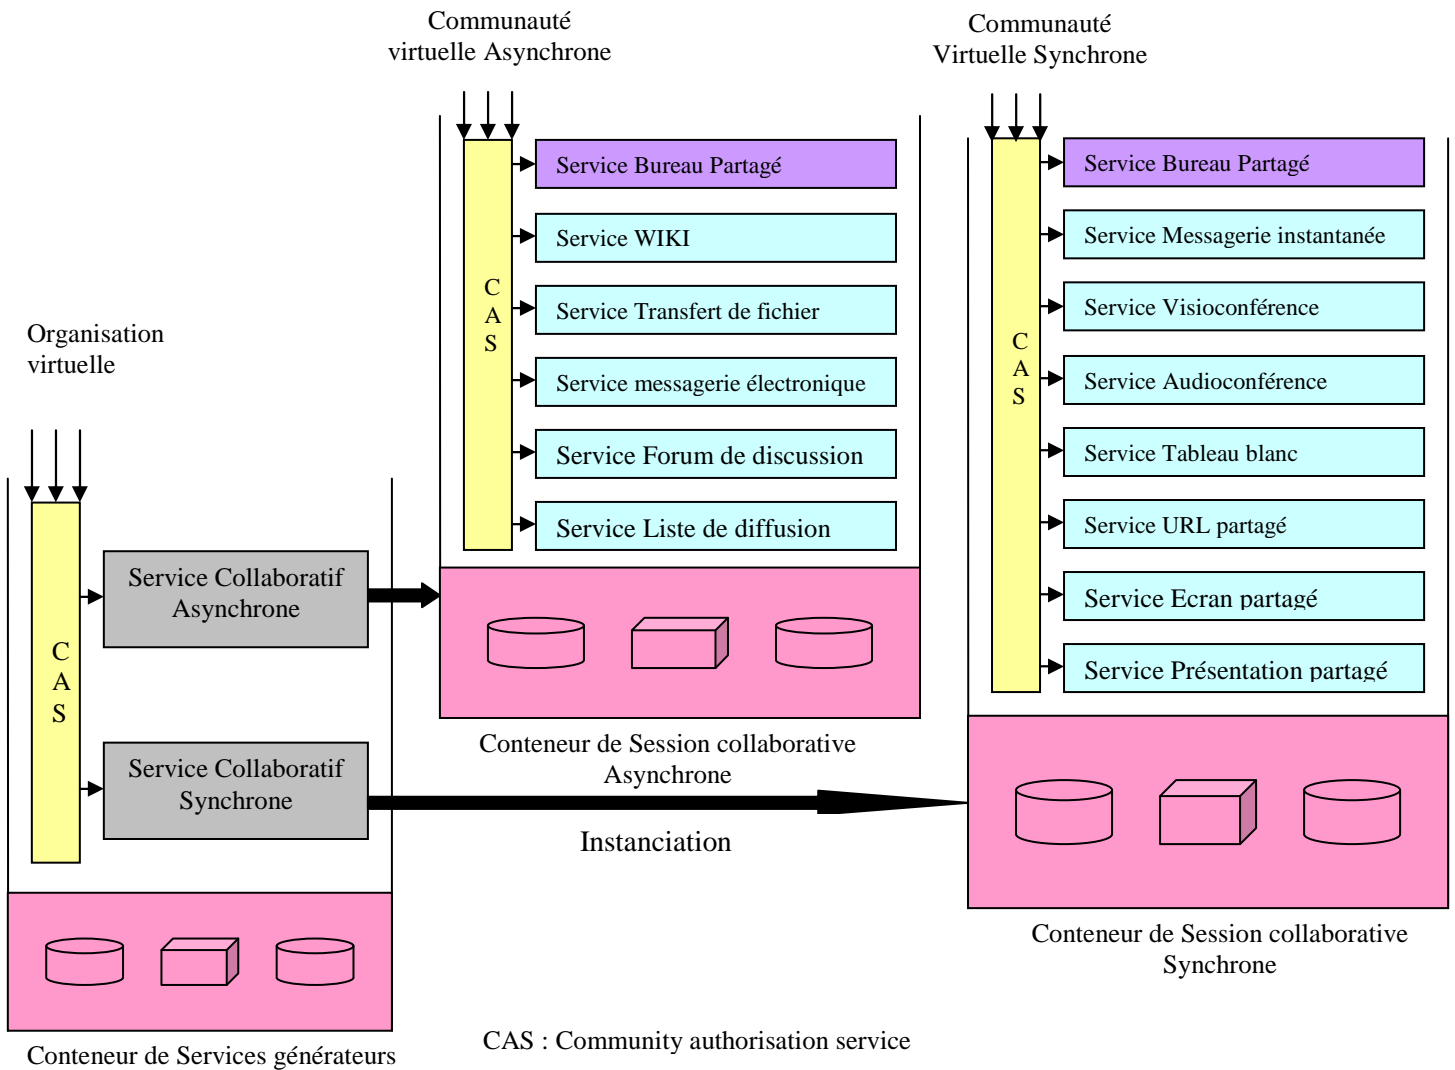 Communauté
virtuelle Asynchrone
Communauté
Virtuelle Synchrone
Organisation
virtuelle
C
A
S
Service Collaboratif
Asynchrone
Service Collaboratif
Synchrone
Conteneur de Services générateurs
C
A
S
Service Bureau Partagé
Service WIKI
Service Transfert de fichier
Service messagerie électronique
Service Forum de discussion
Service Liste de diffusion
Conteneur de Session collaborative
Asynchrone
Instanciation
C
A
S
Service Bureau Partagé
Service Messagerie instantanée
Service Visioconférence
Service Audioconférence
Service Tableau blanc
Service URL partagé
Service Ecran partagé
Service Présentation partagé
Conteneur de Session collaborative
Synchrone
CAS : Community authorisation service